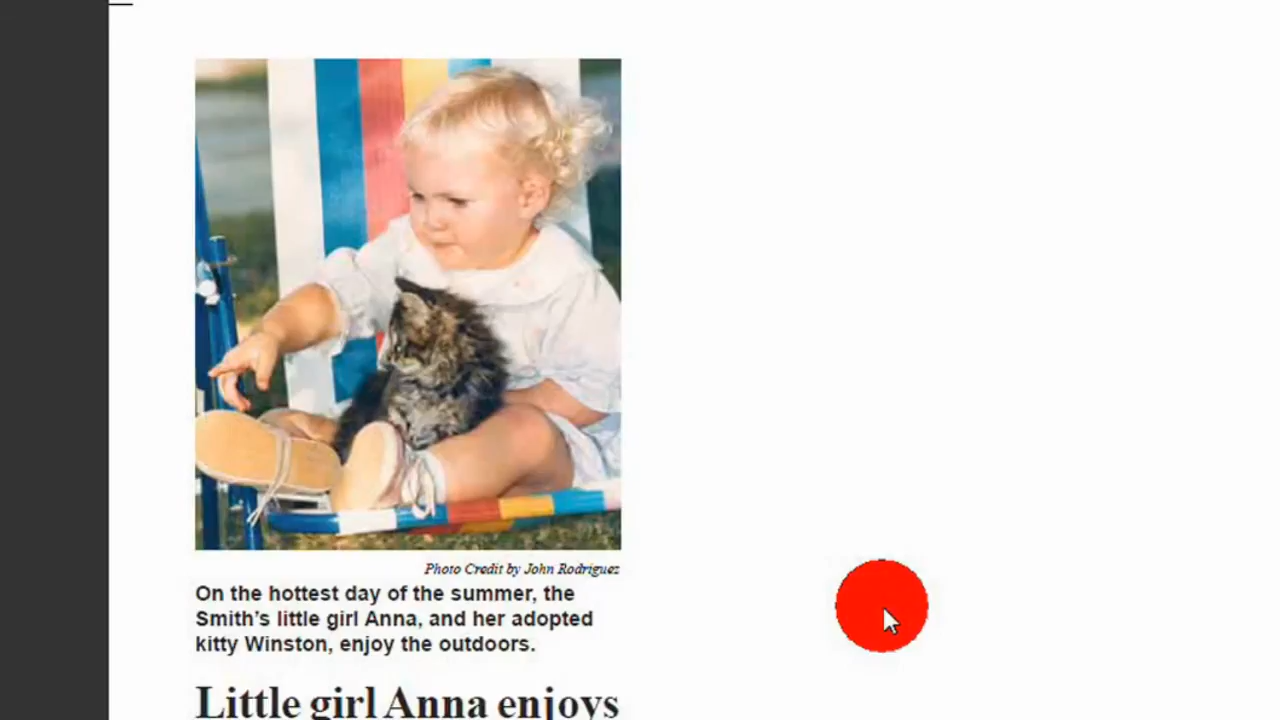 Photo Credit by John Rodriguez
On the hottest day of the summer, the
Smith’s little girl Anna, and her adopted
kitty Winston, enjoy the outdoors.
Little girl Anna enjoys